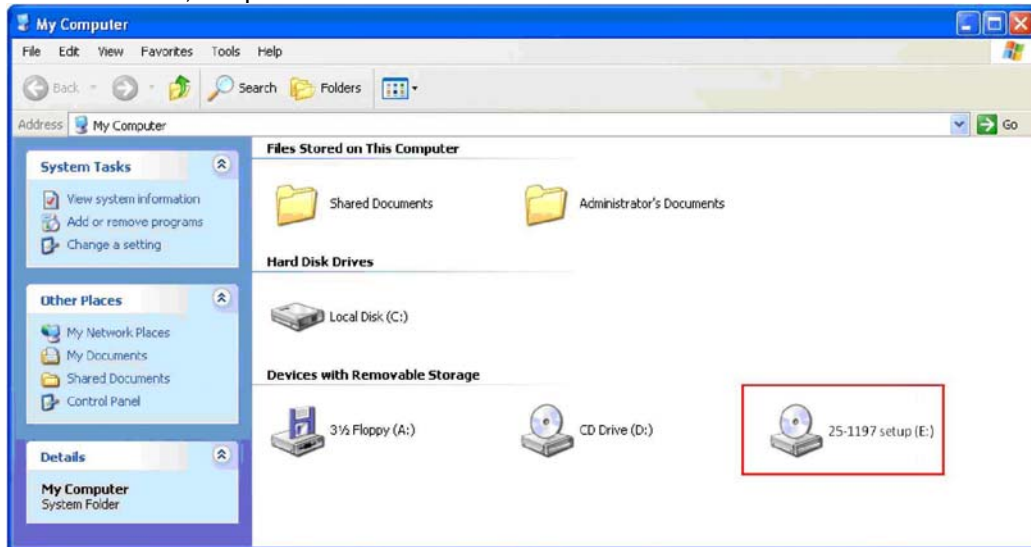 My Computer
File Edit View Favorites Tools Help
Back Search Folders
Address My Computer Go
System Tasks
View system information
Add or remove programs
Change a setting
Other Places
My Network Places
My Documents
Shared Documents
Control Panel
Details
My Computer
System Folder
Files Stored on This Computer
Shared Documents Administrator's Documents
Hard Disk Drives
Local Disk (C:)
Devices with Removable Storage
3½ Floppy (A:) CD Drive (D:) 25-1197 setup (E:)